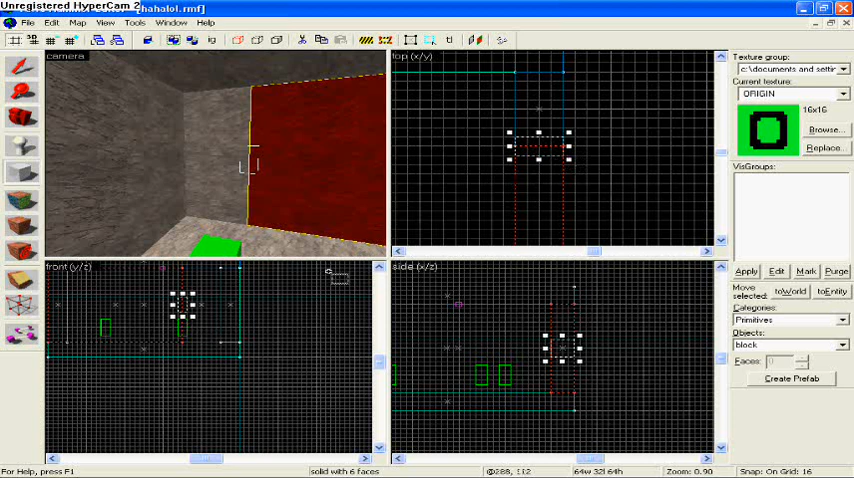 Unregistered HyperCam 2
hahalol.rmf]
File Edit Map View Tools Window Help
camera
top (x/y)
front (y/z)
side (x/z)
Texture group:
c:\documents and settin
Current texture:
ORIGIN
16x16
Browse...
Replace...
VisGroups:
Apply Edit Mark Purge
Move selected:
toWorld toEntity
Categories:
Primitives
Objects:
block
Faces: 0
Create Prefab
For Help, press F1
solid with 6 faces
@288, 112
64w 32l 64h
Zoom: 0.90
Snap: On Grid: 16